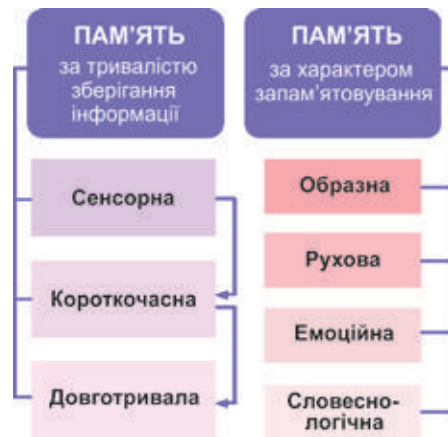 ПАМ'ЯТЬ
за тривалістю
зберігання
інформації
Сенсорна
Короткочасна
Довготривала
ПАМ'ЯТЬ
за характером
запам'ятовування
Образна
Рухова
Емоційна
Словесно-
логічна